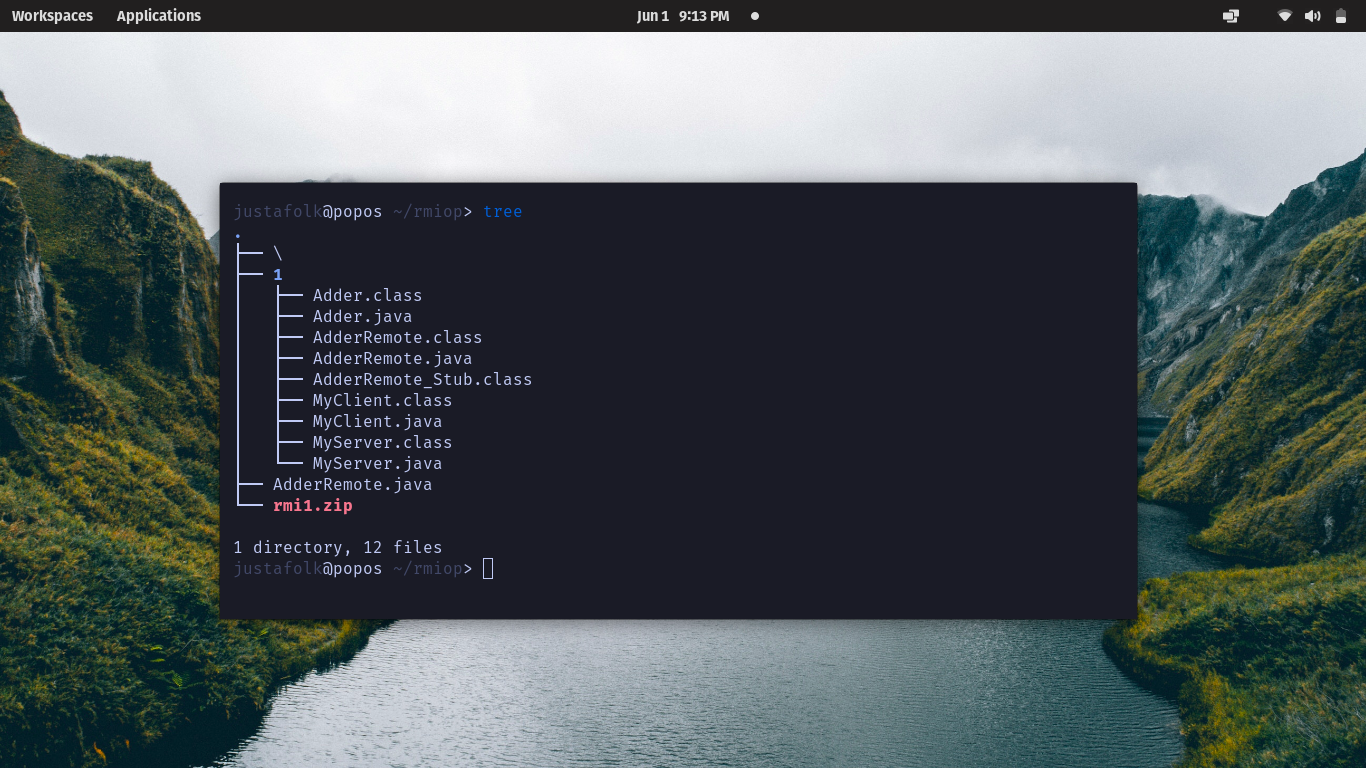 Workspaces Applications Jun 1 9:13 PM
justafolk@popos ~/rmiop> tree
.
├── \
├── 1
│   ├── Adder.class
│   ├── Adder.java
│   ├── AdderRemote.class
│   ├── AdderRemote.java
│   ├── AdderRemote_Stub.class
│   ├── MyClient.class
│   ├── MyClient.java
│   ├── MyServer.class
│   └── MyServer.java
├── AdderRemote.java
└── rmi1.zip
1 directory, 12 files
justafolk@popos ~/rmiop>